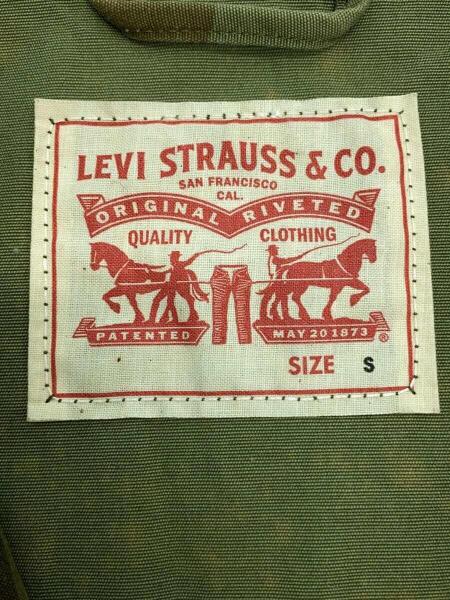 LEVI STRAUSS & CO.
SAN FRANCISCO
CAL.
ORIGINAL RIVETED
QUALITY CLOTHING
PATENTED MAY 20 1873 ®
SIZE S